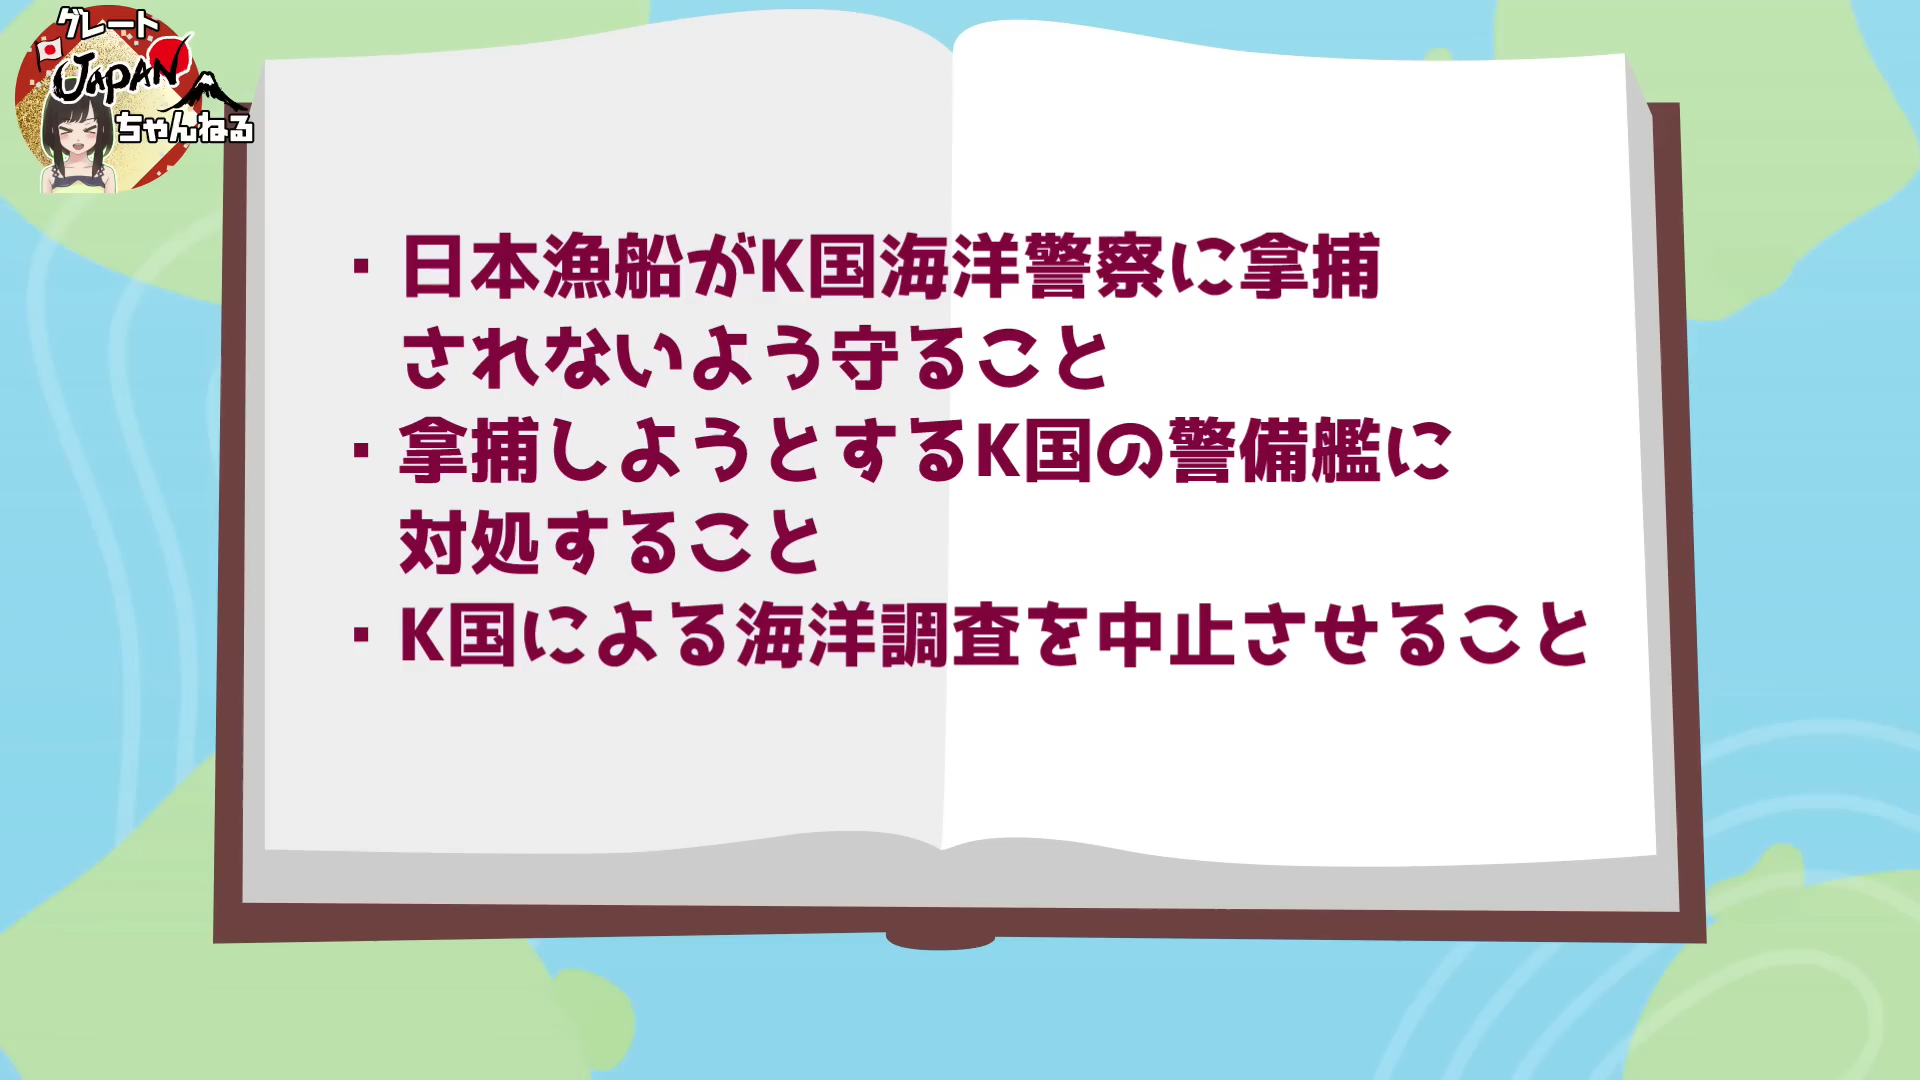 グレート
JAPAN
ちゃんねる
・日本漁船がK国海洋警察に拿捕
されないよう守ること
・拿捕しようとするK国の警備艦に
対処すること
・K国による海洋調査を中止させること